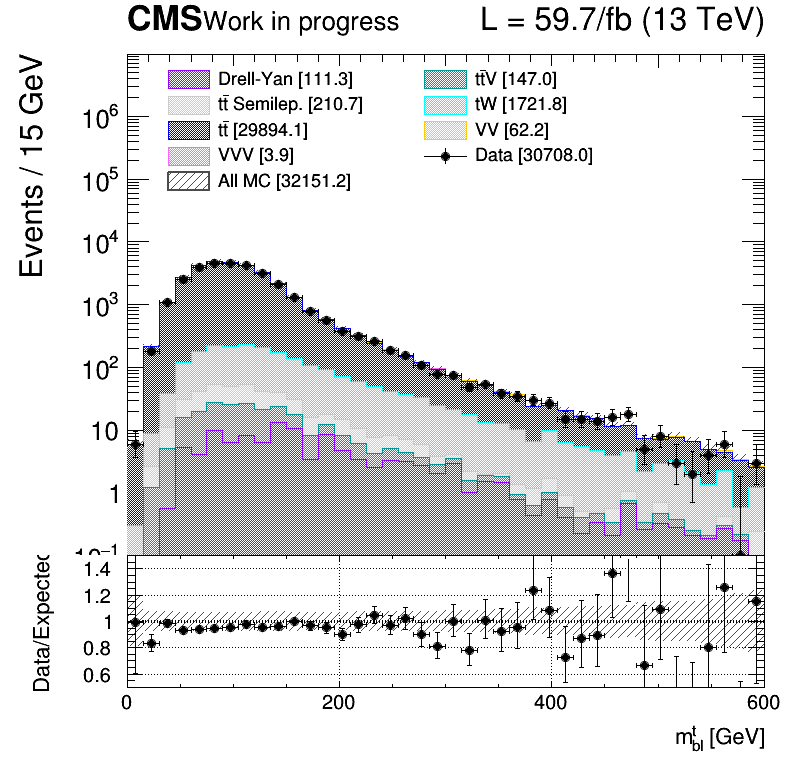 CMS Work in progress L = 59.7/fb (13 TeV)
Events / 15 GeV
Drell-Yan [111.3]
tt̄ Semilep. [210.7]
tt̄ [29894.1]
VVV [3.9]
All MC [32151.2]
tt̄V [147.0]
tW [1721.8]
VV [62.2]
Data [30708.0]
10⁶
10⁵
10⁴
10³
10²
10
1
10⁻¹
Data/Expected
1.4
1.2
1
0.8
0.6
0 200 400 600
mᵗ_bl [GeV]